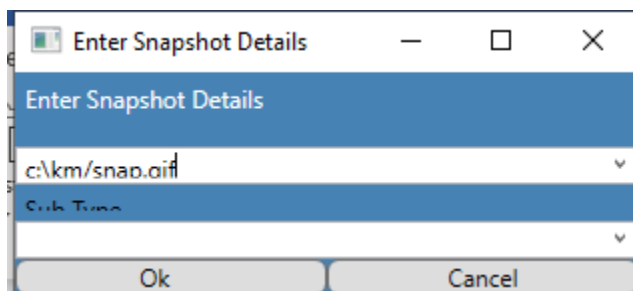 Enter Snapshot Details
Enter Snapshot Details
c:\km/snap.gif
Sub Type
Ok
Cancel